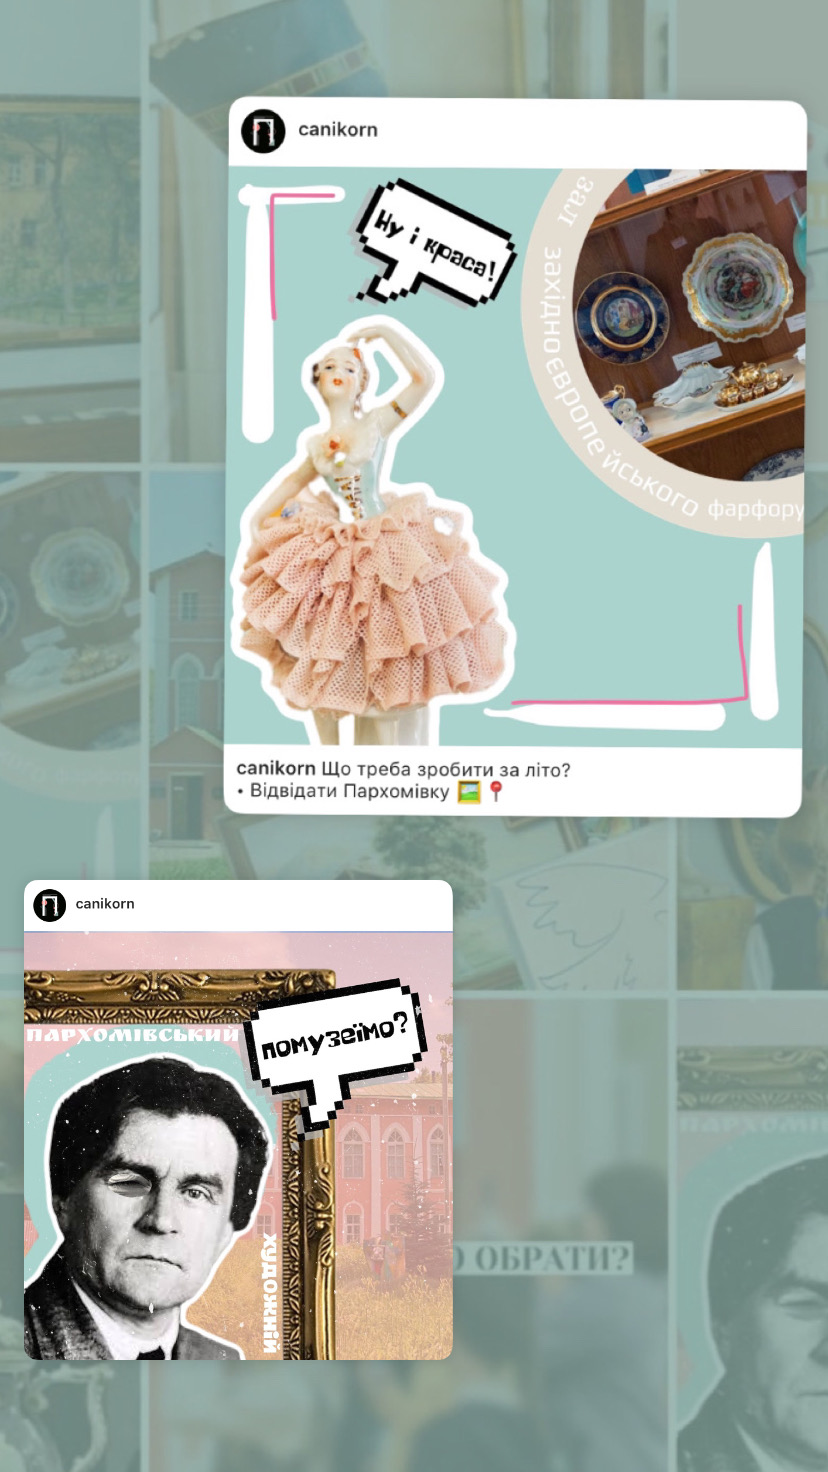 canikorn
Ну і краса!
зал західноєвропейського фарфору
canikorn Що треба зробити за літо?
• Відвідати Пархомівку 🖼️📍
canikorn
помузеїмо?
ПАРХОМІВСЬКИЙ
ХУДОЖНІЙ
О ОБРАТИ?